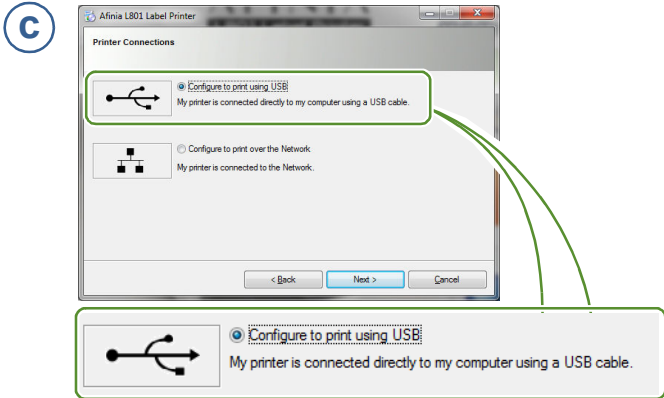 C
Afinia L801 Label Printer
Printer Connections
Configure to print using USB
My printer is connected directly to my computer using a USB cable.
Configure to print over the Network
My printer is connected to the Network.
< Back Next > Cancel
Configure to print using USB
My printer is connected directly to my computer using a USB cable.